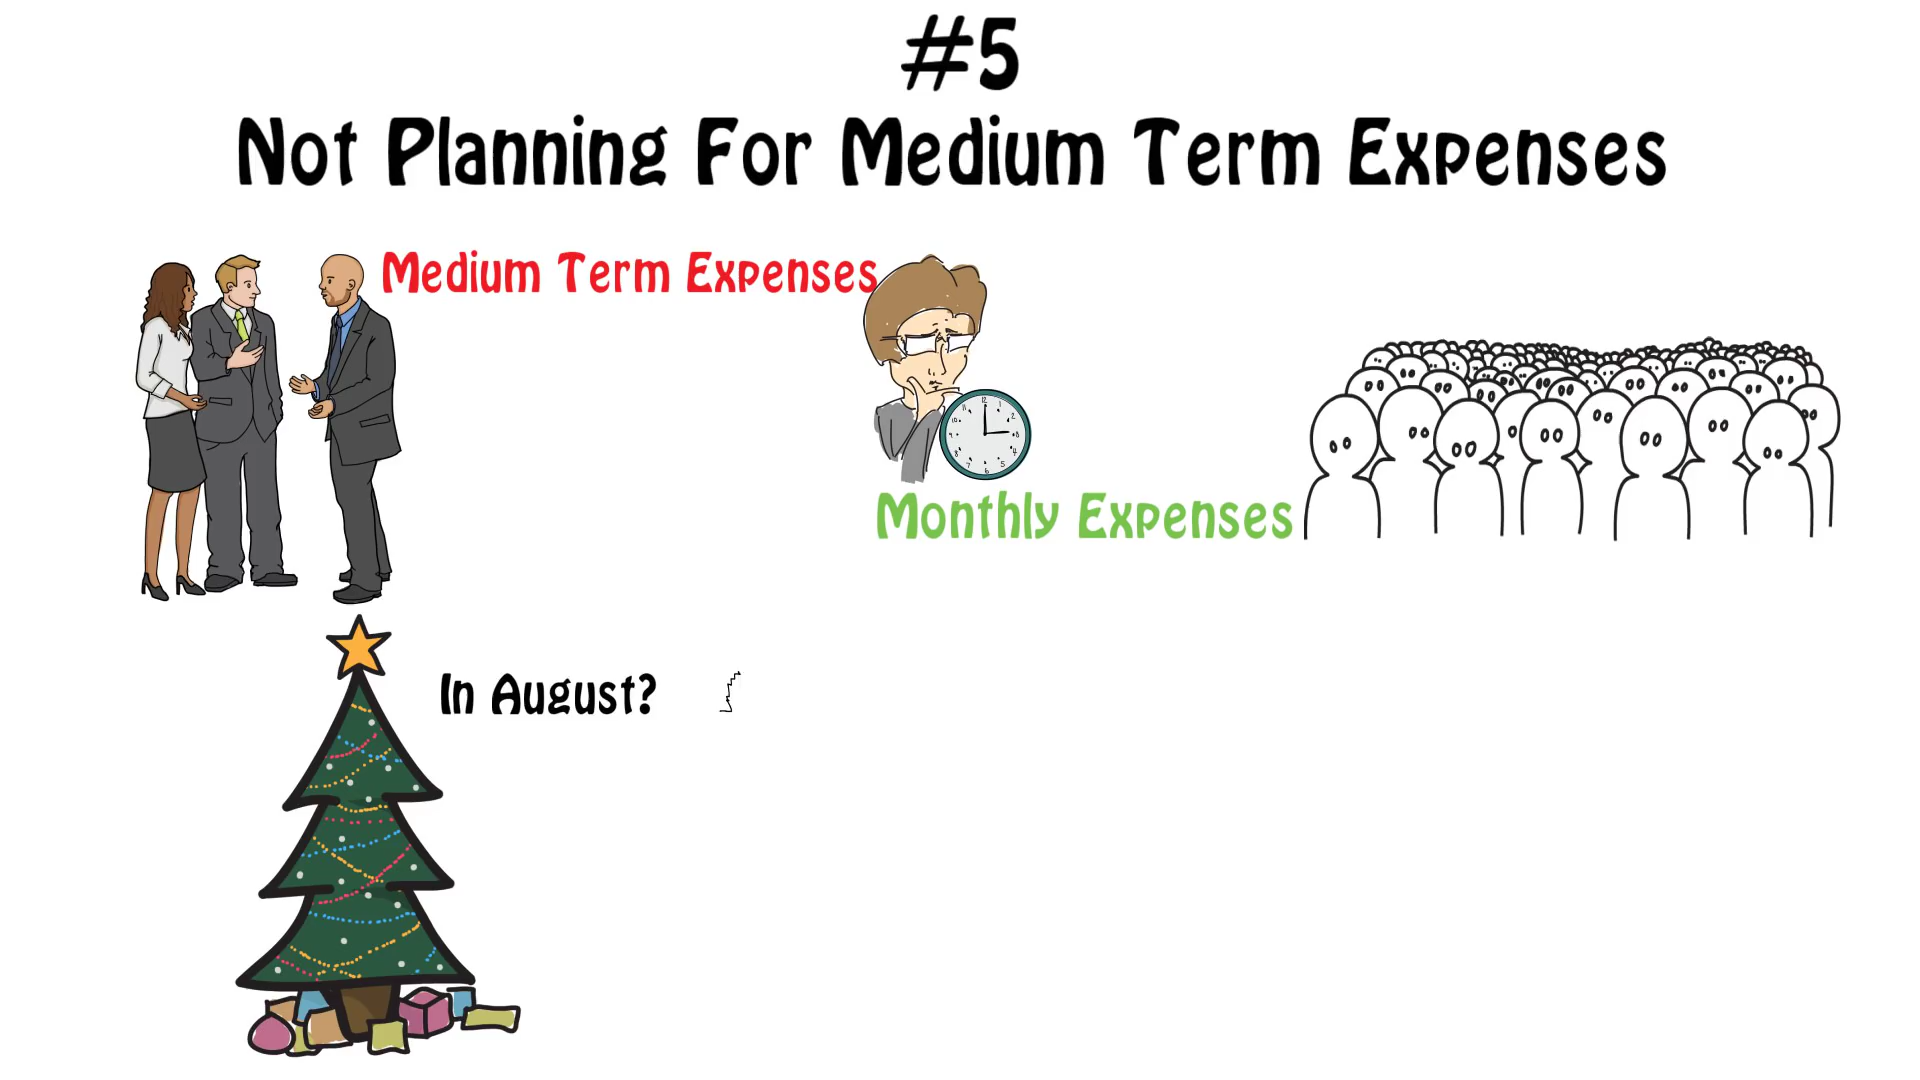 #5
Not Planning For Medium Term Expenses
Medium Term Expenses
Monthly Expenses
In August?